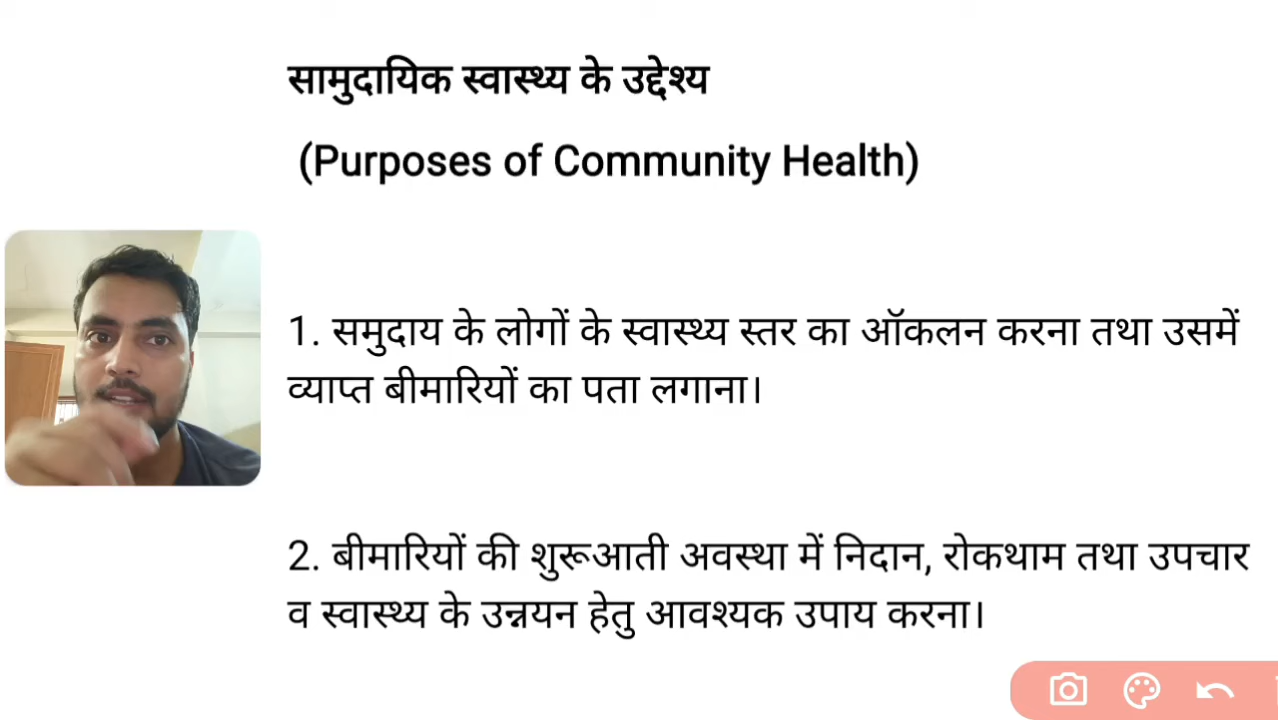 सामुदायिक स्वास्थ्य के उद्देश्य
(Purposes of Community Health)
1. समुदाय के लोगों के स्वास्थ्य स्तर का ऑकलन करना तथा उसमें
व्याप्त बीमारियों का पता लगाना।
2. बीमारियों की शुरूआती अवस्था में निदान, रोकथाम तथा उपचार
व स्वास्थ्य के उन्नयन हेतु आवश्यक उपाय करना।